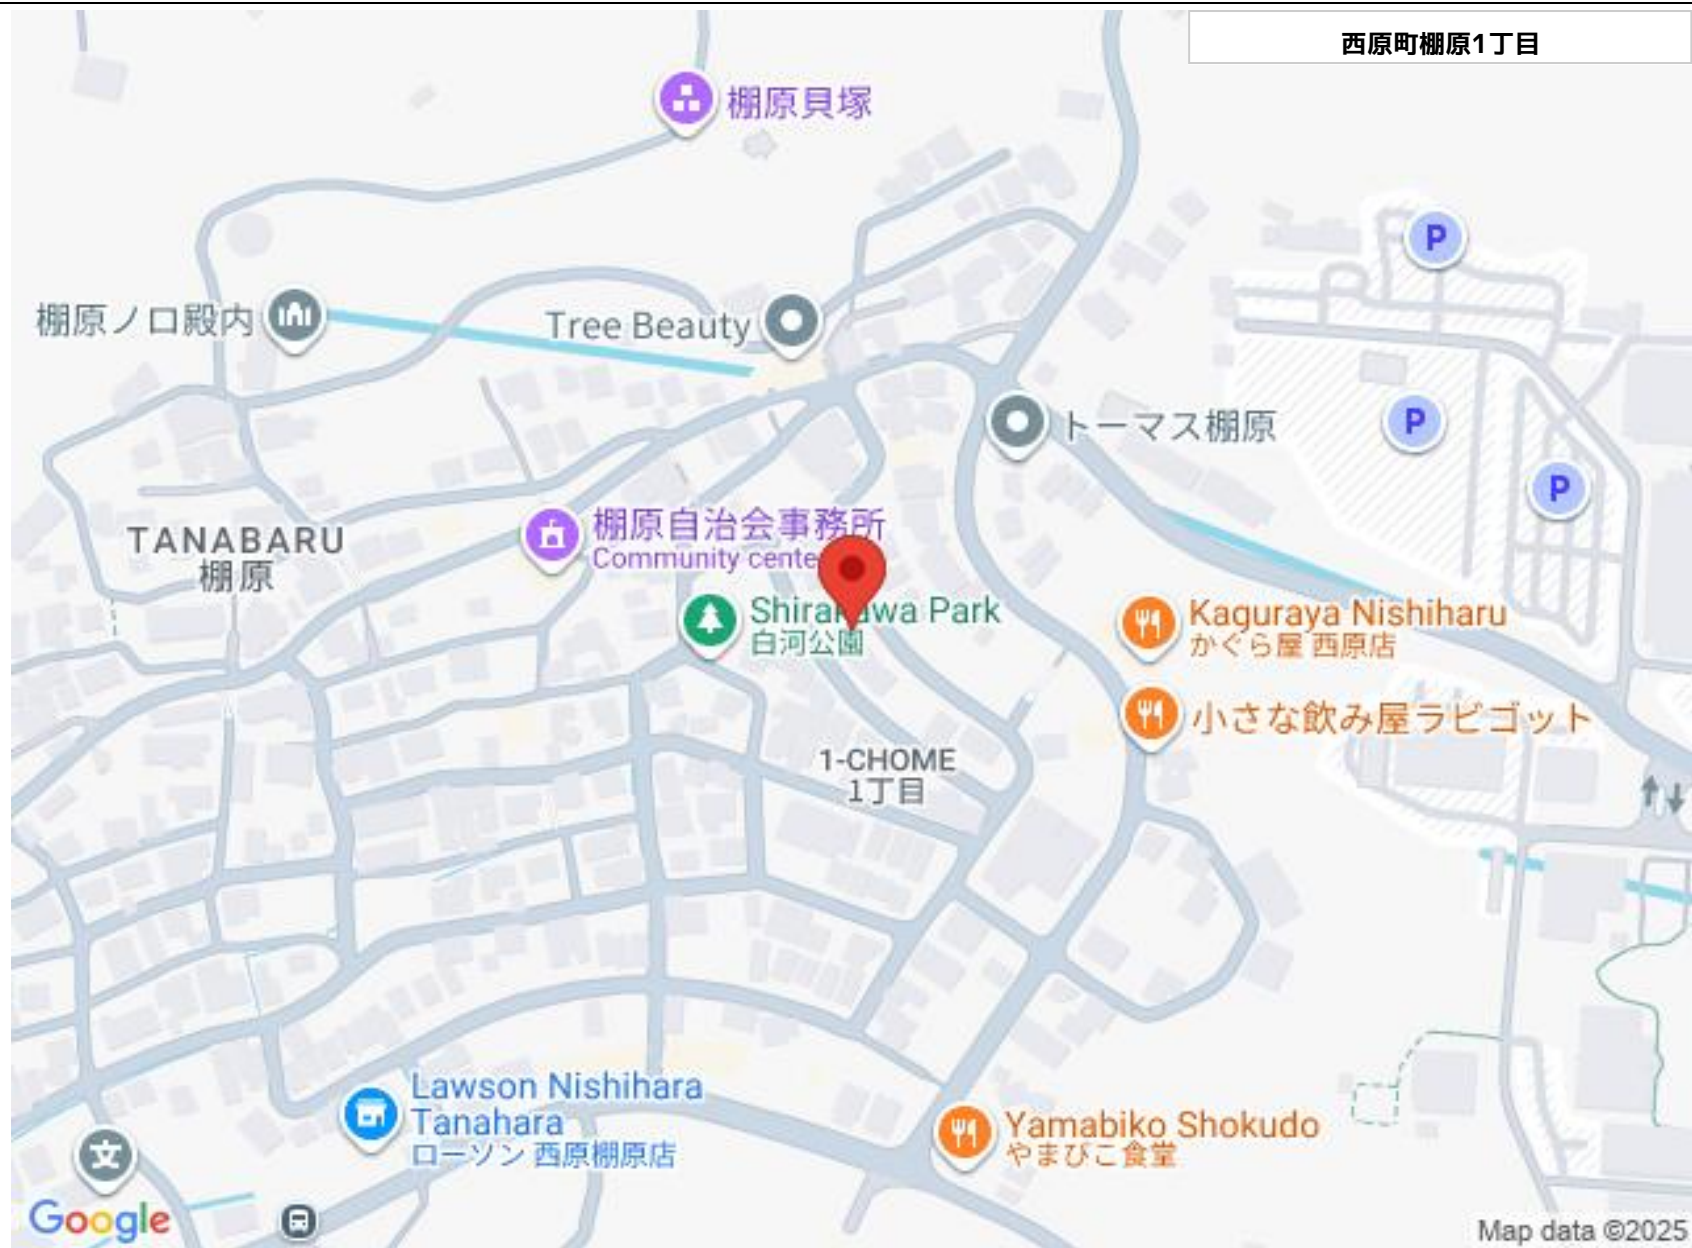 西原町棚原1丁目
棚原貝塚
P
棚原ノロ殿内
Tree Beauty
トーマス棚原
P
P
TANABARU
棚原
棚原自治会事務所
Community cente
Shirakawa Park
白河公園
Kaguraya Nishiharu
かぐら屋 西原店
小さな飲み屋ラビゴット
1-CHOME
1丁目
Lawson Nishihara
Tanahara
ローソン 西原棚原店
Yamabiko Shokudo
やまびこ食堂
文
Google
Map data ©2025